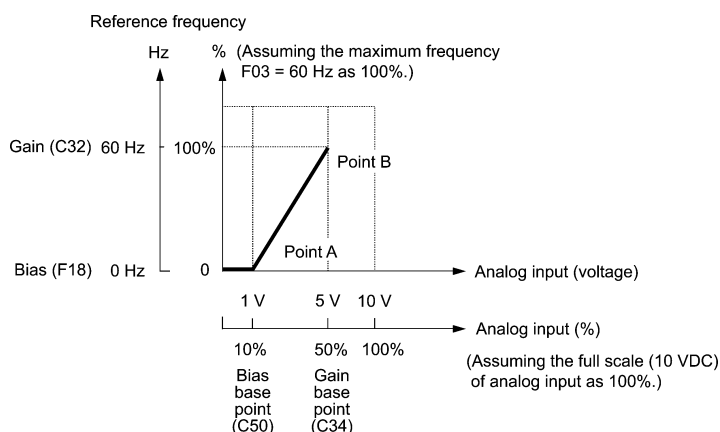 Reference frequency
Hz
% (Assuming the maximum frequency
F03 = 60 Hz as 100%.)
Gain (C32) 60 Hz 100%
Point B
Point A
Bias (F18) 0 Hz 0
Analog input (voltage)
1 V 5 V 10 V
Analog input (%)
10% 50% 100%
(Assuming the full scale (10 VDC)
of analog input as 100%.)
Bias
base
point
(C50)
Gain
base
point
(C34)